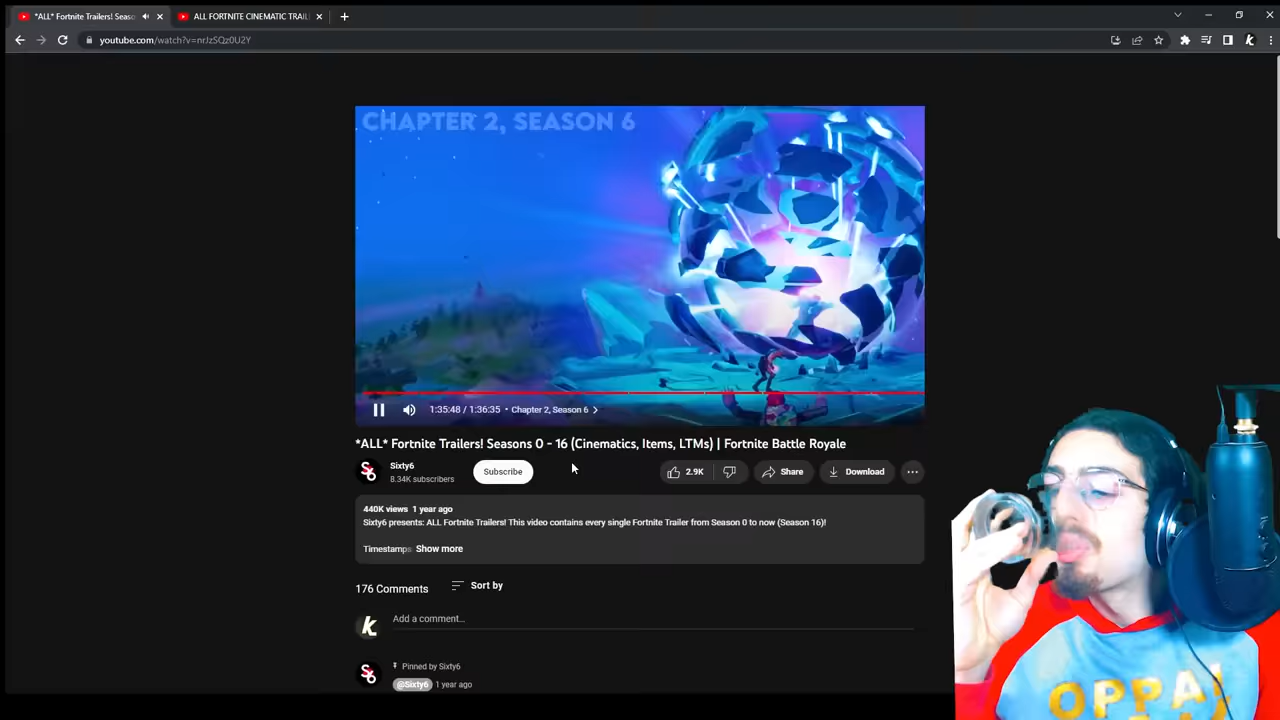 *ALL* Fortnite Trailers! Seaso
ALL FORTNITE CINEMATIC TRAIL
youtube.com/watch?v=nrJzSQz0U2Y
CHAPTER 2, SEASON 6
1:35:48 / 1:36:35 • Chapter 2, Season 6
*ALL* Fortnite Trailers! Seasons 0 - 16 (Cinematics, Items, LTMs) | Fortnite Battle Royale
Sixty6
8.34K subscribers
Subscribe
2.9K
Share
Download
440K views 1 year ago
Sixty6 presents: ALL Fortnite Trailers! This video contains every single Fortnite Trailer from Season 0 to now (Season 16)!
Timestamps Show more
176 Comments
Sort by
Add a comment...
Pinned by Sixty6
@Sixty6 1 year ago
OPPAI